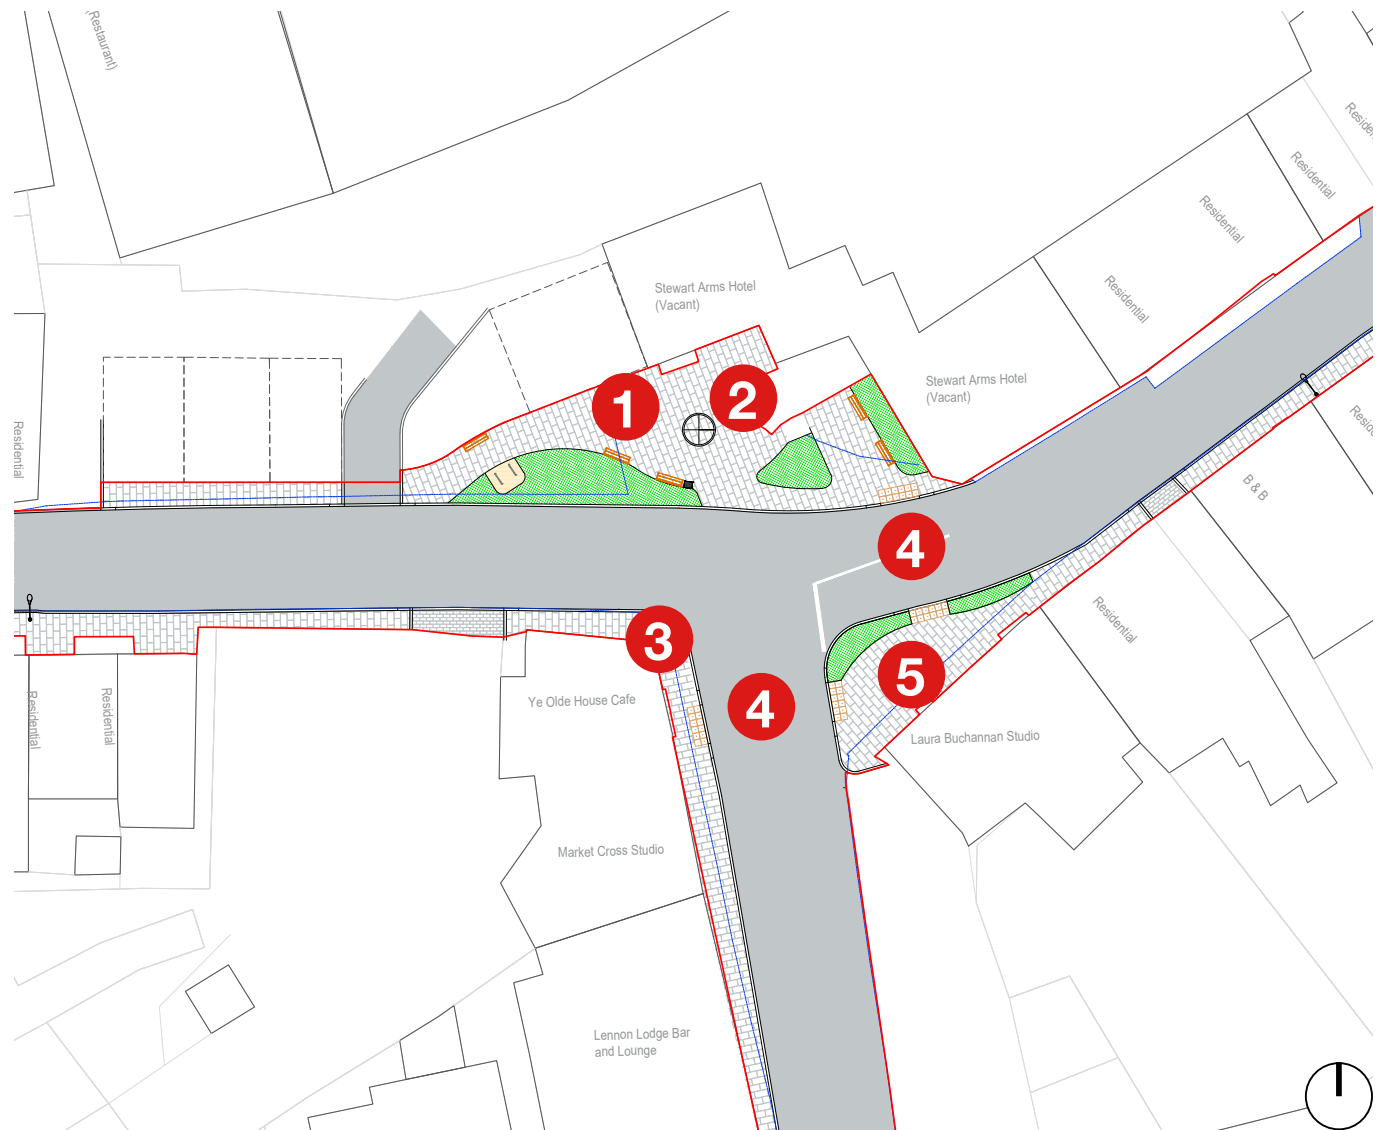 (Restaurant)
Residential
Residential
Residential
Residential
Stewart Arms Hotel
(Vacant)
Stewart Arms Hotel
(Vacant)
1
2
Residential
4
B & B
3
5
4
Residential
Residential
Residential
Ye Olde House Cafe
Laura Buchannan Studio
Market Cross Studio
Lennon Lodge Bar
and Lounge